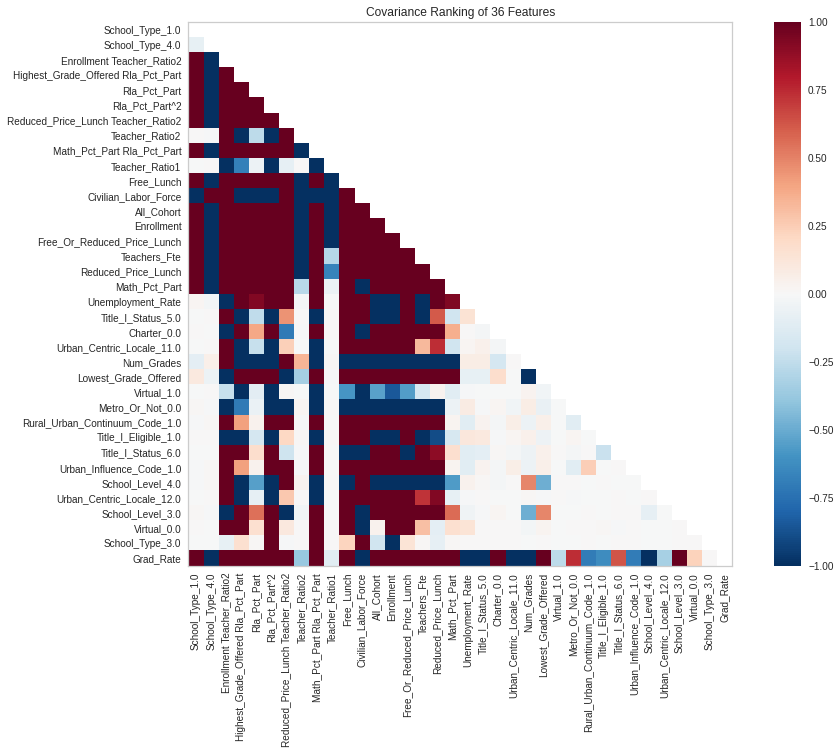 Covariance Ranking of 36 Features
School_Type_1.0
School_Type_4.0
Enrollment Teacher_Ratio2
Highest_Grade_Offered Rla_Pct_Part
Rla_Pct_Part
Rla_Pct_Part^2
Reduced_Price_Lunch Teacher_Ratio2
Teacher_Ratio2
Math_Pct_Part Rla_Pct_Part
Teacher_Ratio1
Free_Lunch
Civilian_Labor_Force
All_Cohort
Enrollment
Free_Or_Reduced_Price_Lunch
Teachers_Fte
Reduced_Price_Lunch
Math_Pct_Part
Unemployment_Rate
Title_I_Status_5.0
Charter_0.0
Urban_Centric_Locale_11.0
Num_Grades
Lowest_Grade_Offered
Virtual_1.0
Metro_Or_Not_0.0
Rural_Urban_Continuum_Code_1.0
Title_I_Eligible_1.0
Title_I_Status_6.0
Urban_Influence_Code_1.0
School_Level_4.0
Urban_Centric_Locale_12.0
School_Level_3.0
Virtual_0.0
School_Type_3.0
Grad_Rate
School_Type_1.0
School_Type_4.0
Enrollment Teacher_Ratio2
Highest_Grade_Offered Rla_Pct_Part
Rla_Pct_Part
Rla_Pct_Part^2
Reduced_Price_Lunch Teacher_Ratio2
Teacher_Ratio2
Math_Pct_Part Rla_Pct_Part
Teacher_Ratio1
Free_Lunch
Civilian_Labor_Force
All_Cohort
Enrollment
Free_Or_Reduced_Price_Lunch
Teachers_Fte
Reduced_Price_Lunch
Math_Pct_Part
Unemployment_Rate
Title_I_Status_5.0
Charter_0.0
Urban_Centric_Locale_11.0
Num_Grades
Lowest_Grade_Offered
Virtual_1.0
Metro_Or_Not_0.0
Rural_Urban_Continuum_Code_1.0
Title_I_Eligible_1.0
Title_I_Status_6.0
Urban_Influence_Code_1.0
School_Level_4.0
Urban_Centric_Locale_12.0
School_Level_3.0
Virtual_0.0
School_Type_3.0
Grad_Rate
1.00
0.75
0.50
0.25
0.00
−0.25
−0.50
−0.75
−1.00